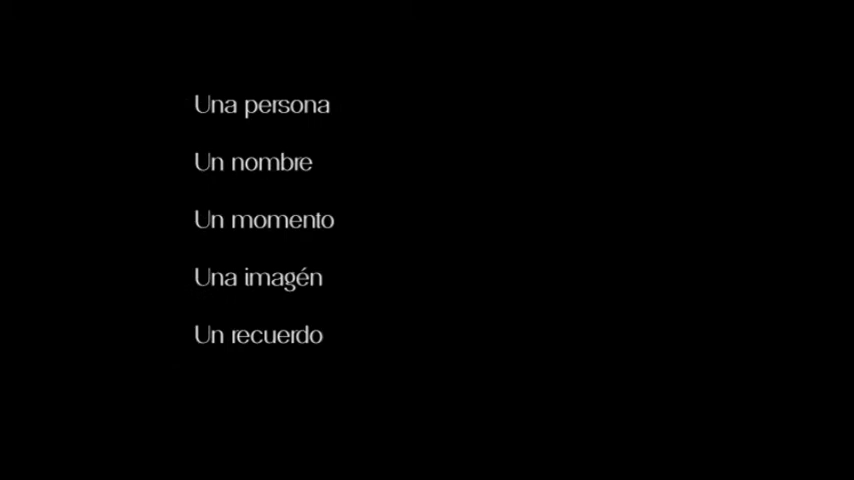 Una persona
Un nombre
Un momento
Una imagén
Un recuerdo